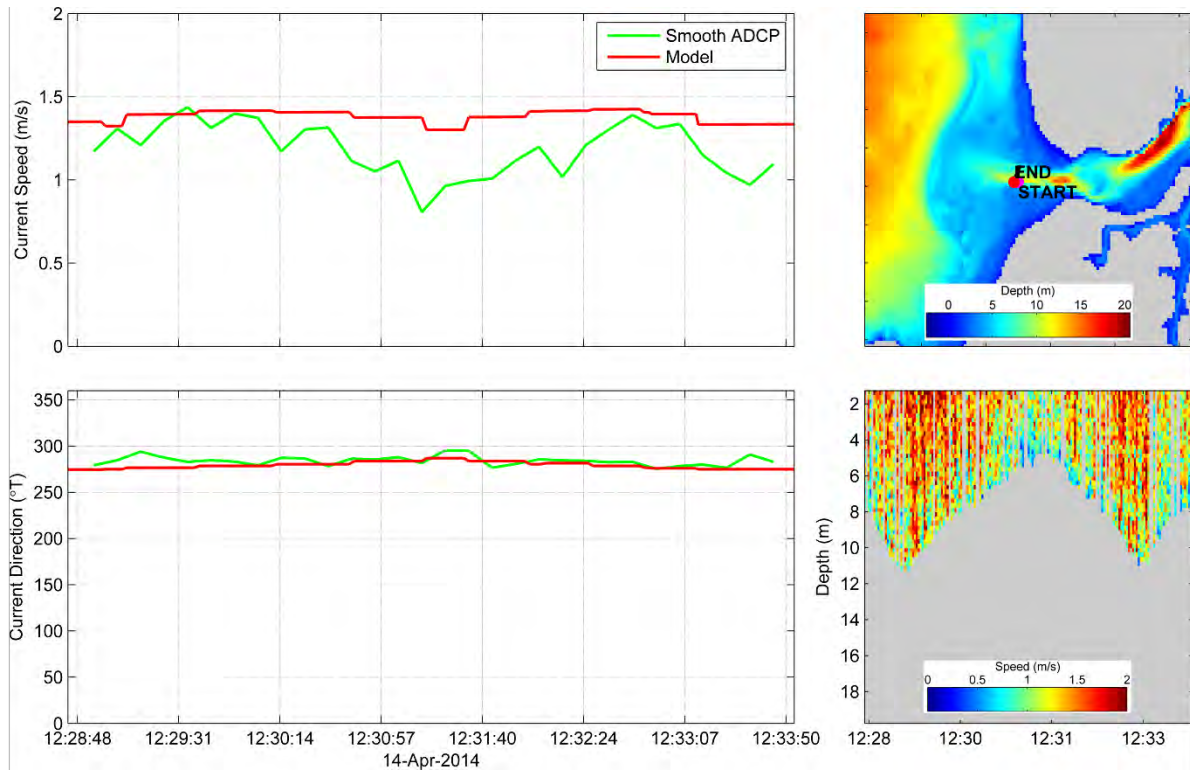 Smooth ADCP
Model
Current Speed (m/s)
2
1.5
1
0.5
0
END
START
Depth (m)
0 5 10 15 20
Current Direction (°T)
350
300
250
200
150
100
50
0
12:28:48 12:29:31 12:30:14 12:30:57 12:31:40 12:32:24 12:33:07 12:33:50
14-Apr-2014
Depth (m)
2
4
6
8
10
12
14
16
18
Speed (m/s)
0 0.5 1 1.5 2
12:28 12:30 12:31 12:33